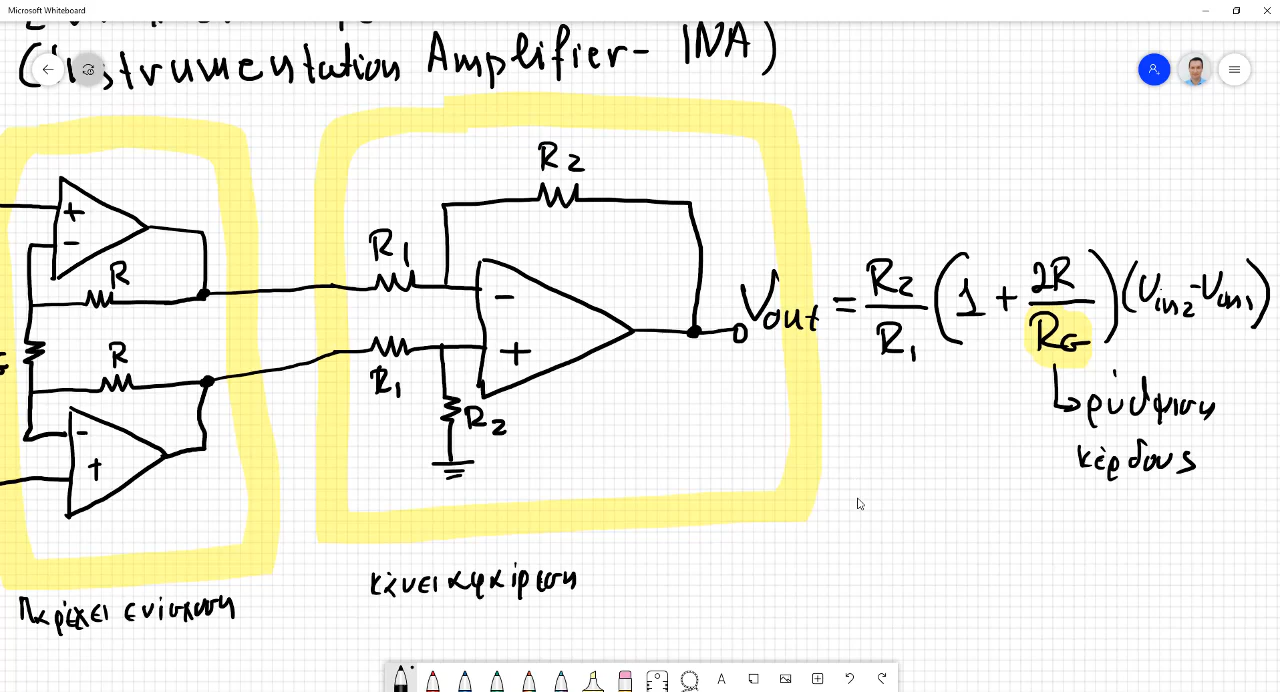 Microsoft Whiteboard
(Instrumentation Amplifier- INA)
R2
R1
+
-
R
-
Vout = R2/R1 (1 + 2R/RG) (Vin2-Vin1)
+
R
R1
R2
-
+
ρύθμιση
κέρδους
κάνει αφαίρεση
Παρέχει ενίσχυση